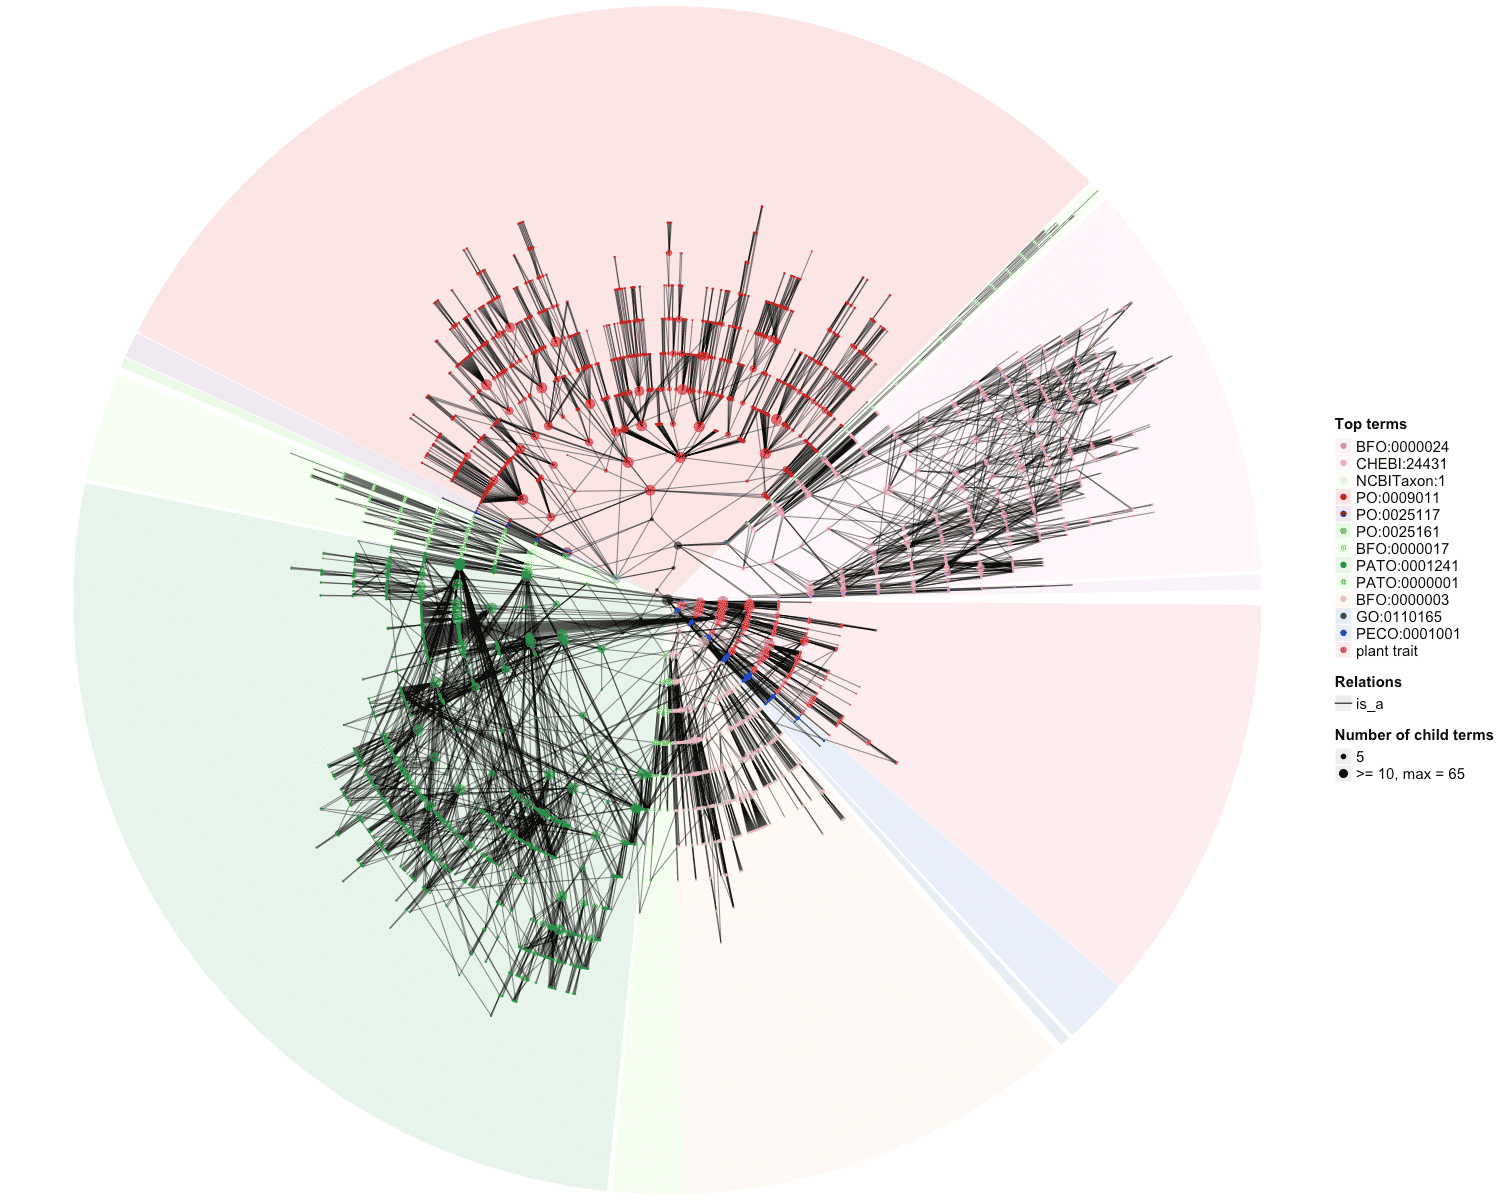 Top terms
BFO:0000024
CHEBI:24431
NCBITaxon:1
PO:0009011
PO:0025117
PO:0025161
BFO:0000017
PATO:0001241
PATO:0000001
BFO:0000003
GO:0110165
PECO:0001001
plant trait
Relations
is_a
Number of child terms
5
>= 10, max = 65